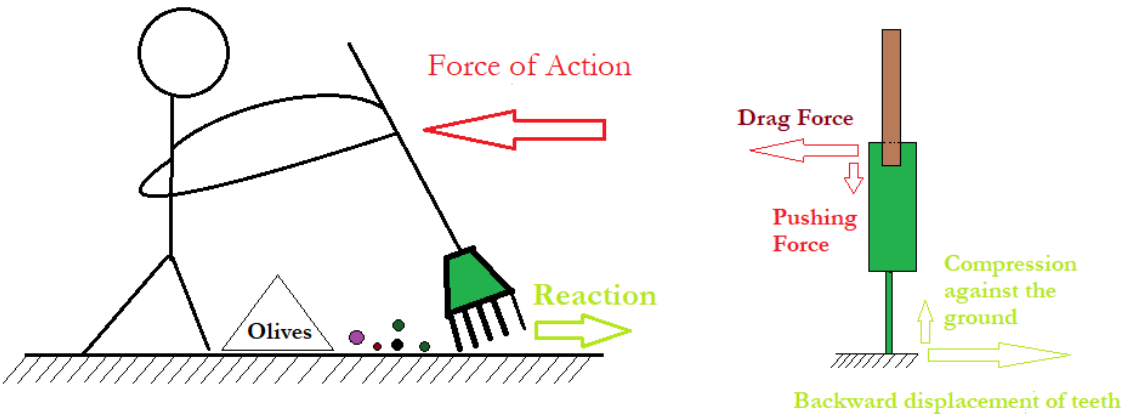 Force of Action
Olives
Reaction
Drag Force
Pushing
Force
Compression
against the
ground
Backward displacement of teeth